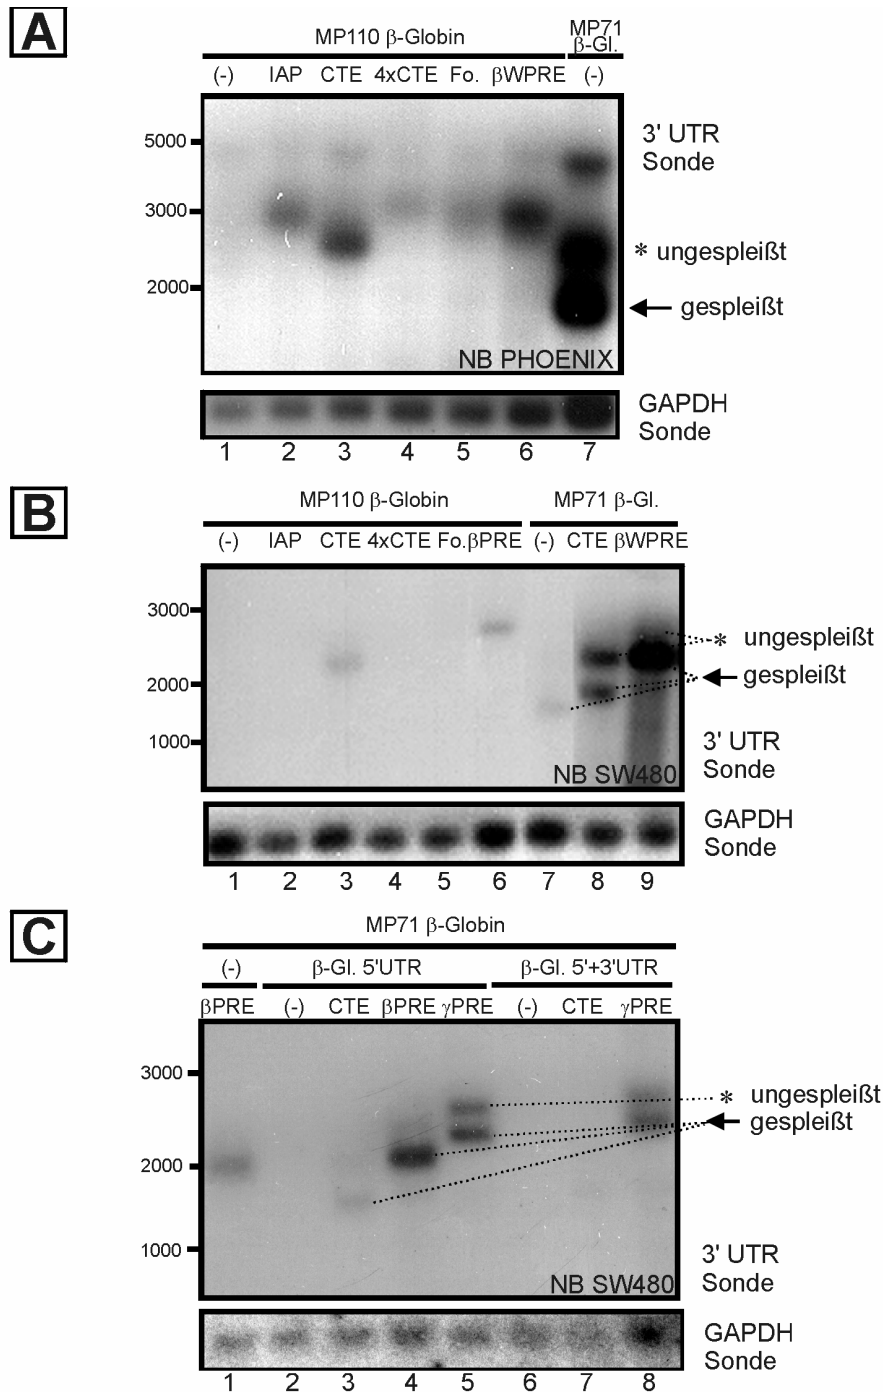 A
MP110 β-Globin
MP71
β-Gl.
(-) IAP CTE 4xCTE Fo. βWPRE (-)
5000
3' UTR
Sonde
3000
* ungespleißt
2000
gespleißt
NB PHOENIX
GAPDH
Sonde
1 2 3 4 5 6 7
B
MP110 β-Globin MP71 β-Gl.
(-) IAP CTE 4xCTE Fo. βPRE (-) CTE βWPRE
3000
* ungespleißt
2000
gespleißt
1000
3' UTR
Sonde
NB SW480
GAPDH
Sonde
1 2 3 4 5 6 7 8 9
C
MP71 β-Globin
(-) β-Gl. 5'UTR β-Gl. 5'+3'UTR
βPRE (-) CTE βPRE γPRE (-) CTE γPRE
3000
* ungespleißt
gespleißt
2000
1000
3' UTR
Sonde
NB SW480
GAPDH
Sonde
1 2 3 4 5 6 7 8